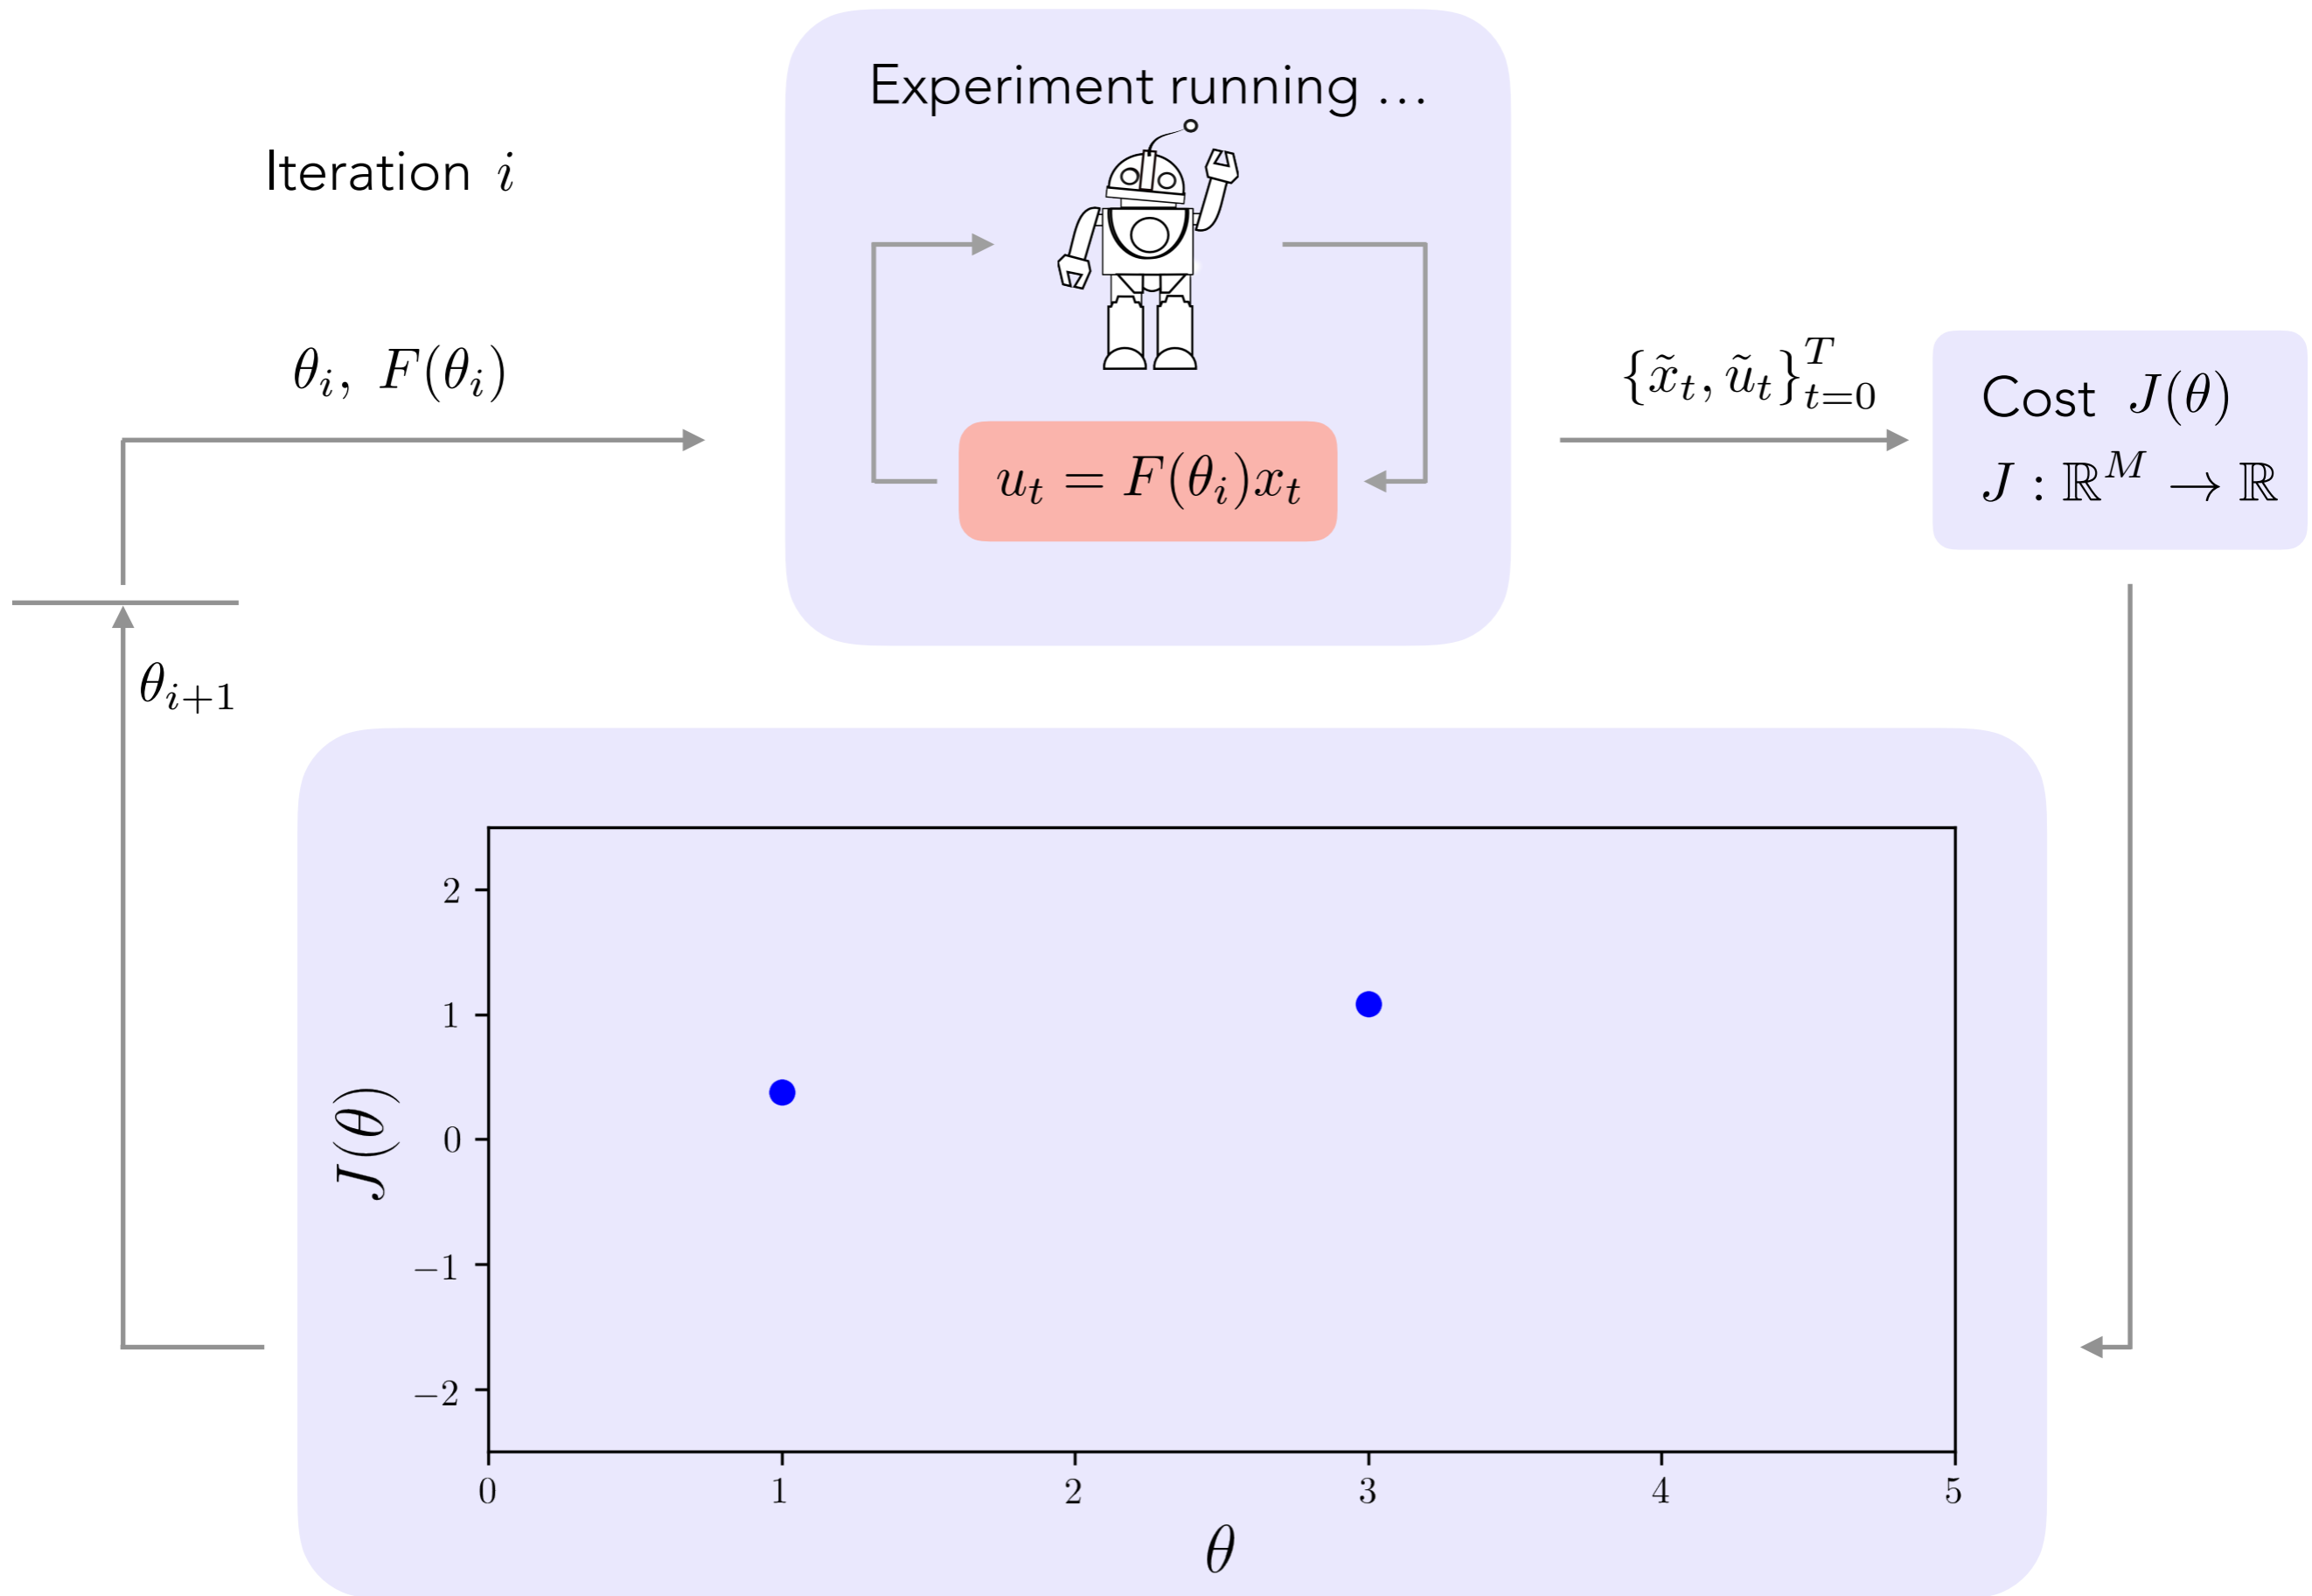 Experiment running ...
Iteration i
θ_i, F(θ_i)
u_t = F(θ_i)x_t
{x̃_t, ũ_t}_{t=0}^T
Cost J(θ)
J : ℝ^M → ℝ
θ_{i+1}
J(θ)
2
1
0
−1
−2
0 1 2 3 4 5
θ